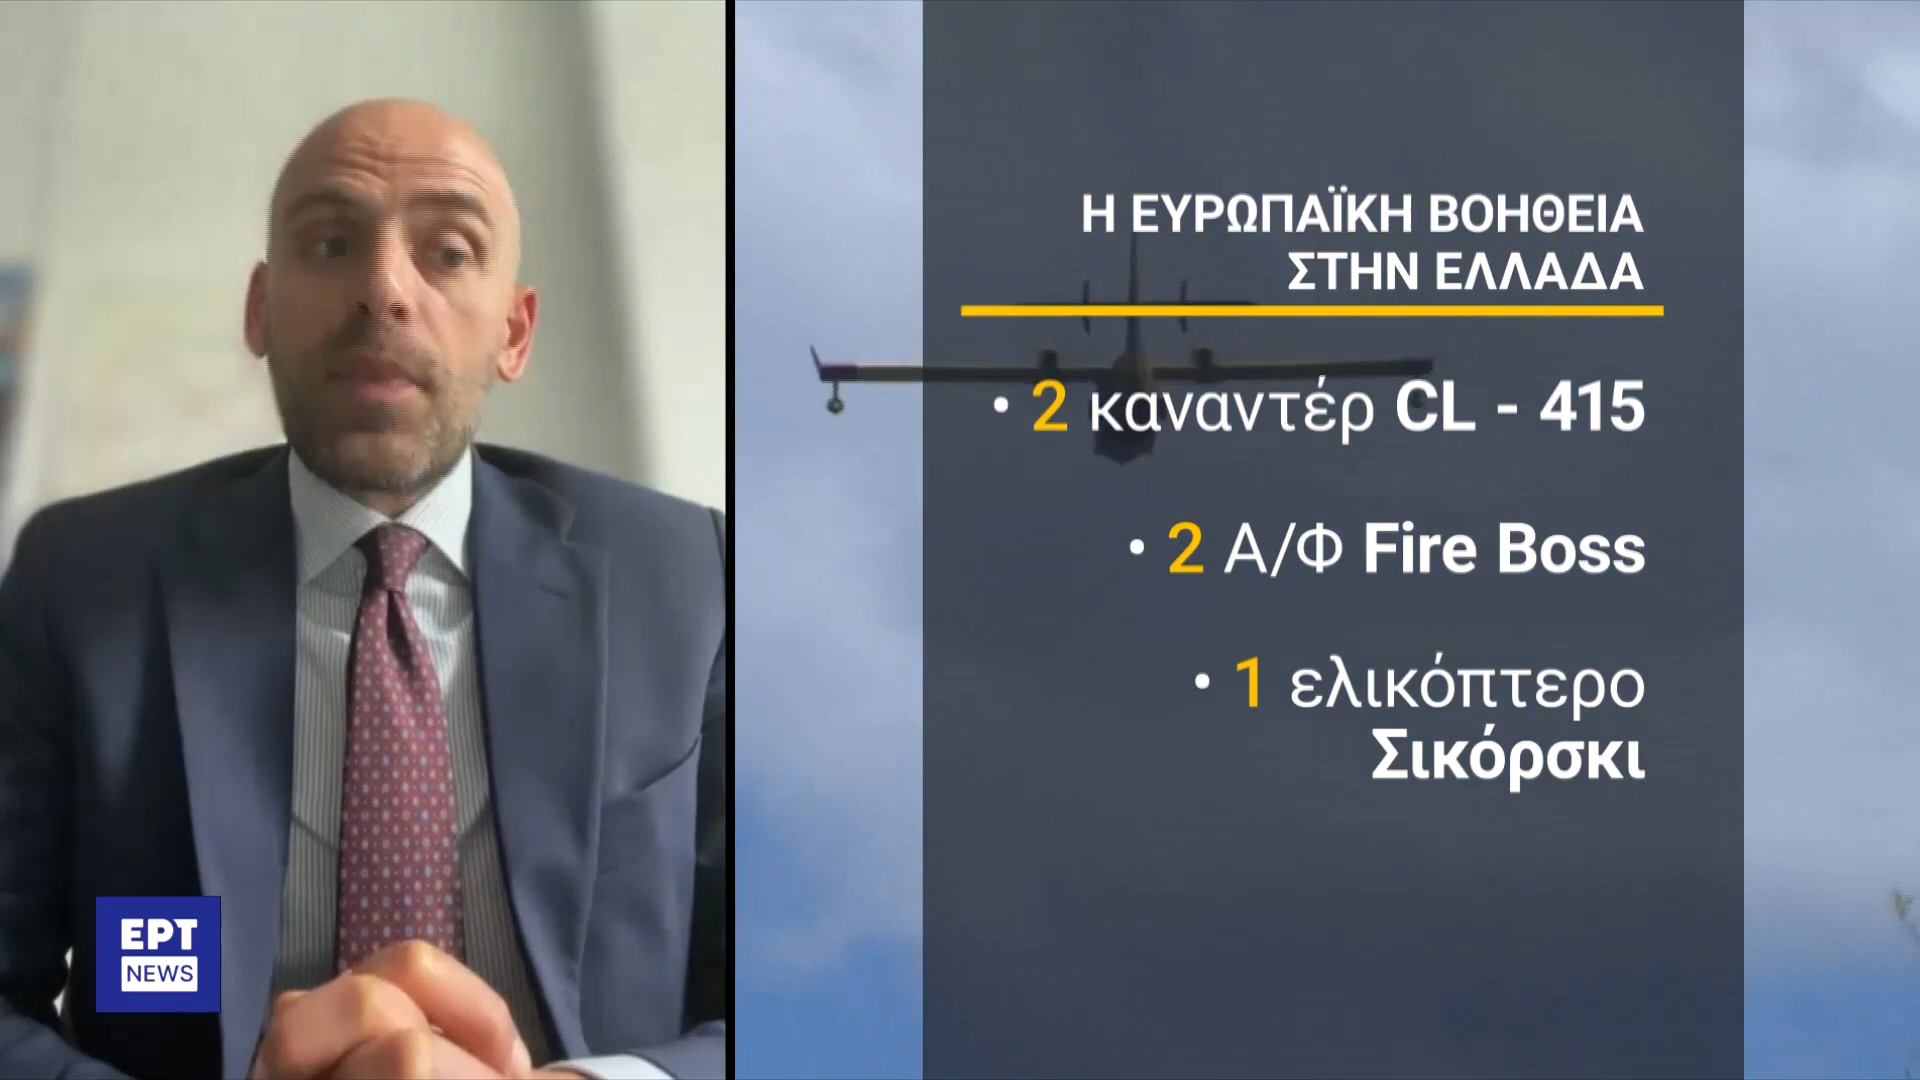 Η ΕΥΡΩΠΑΪΚΗ ΒΟΗΘΕΙΑ
ΣΤΗΝ ΕΛΛΑΔΑ
• 2 καναντέρ CL - 415
• 2 Α/Φ Fire Boss
• 1 ελικόπτερο
Σικόρσκι
ΕΡΤ
NEWS